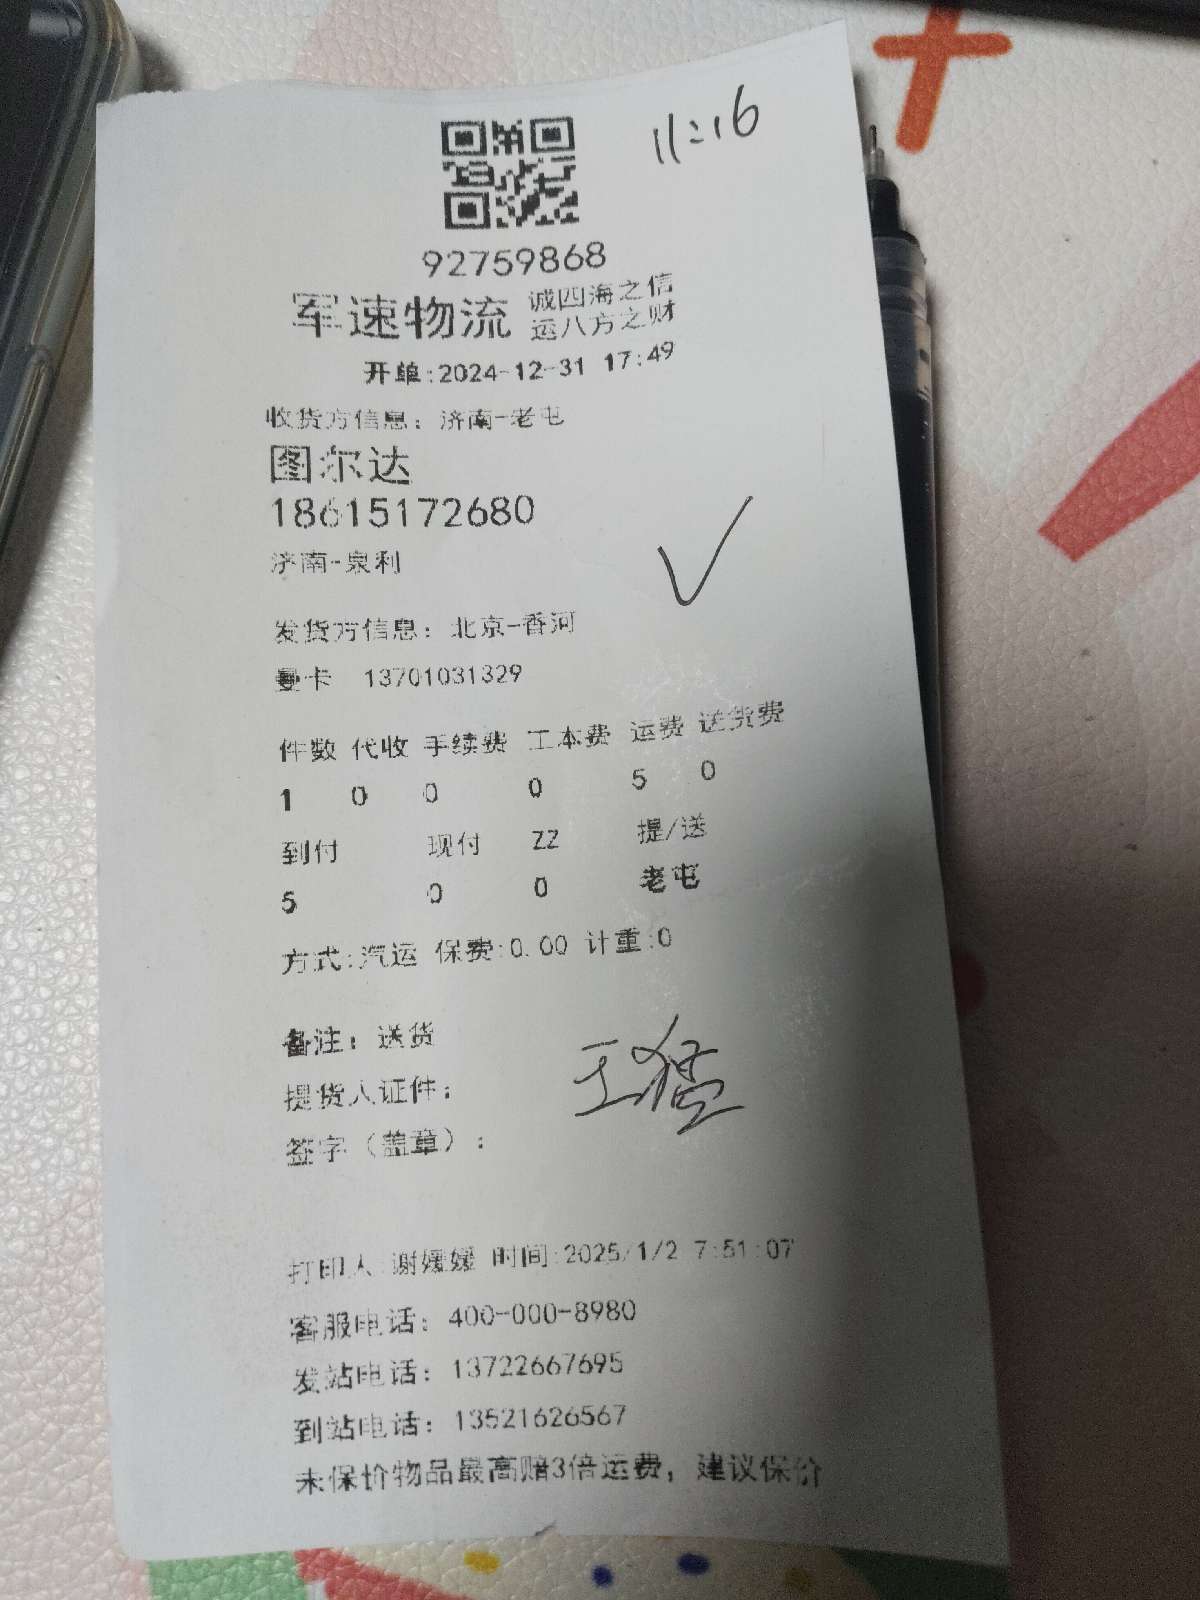 11:16
92759868
军速物流 诚四海之信
运八方之财
开单:2024-12-31 17:49
收货方信息：济南-老屯
图尔达
18615172680
济南-泉利
发货方信息：北京-香河
曼卡 13701031329
件数 代收 手续费 工本费 运费 送货费
1 0 0 0 5 0
到付 现付 ZZ 提/送
5 0 0 老屯
方式:汽运 保费:0.00 计重:0
备注：送货
提货人证件：
王猛
签字（盖章）：
打印人:谢媛媛 时间:2025/1/2 7:51:07
客服电话：400-000-8980
发站电话：13722667695
到站电话：13521626567
未保价物品最高赔3倍运费，建议保价